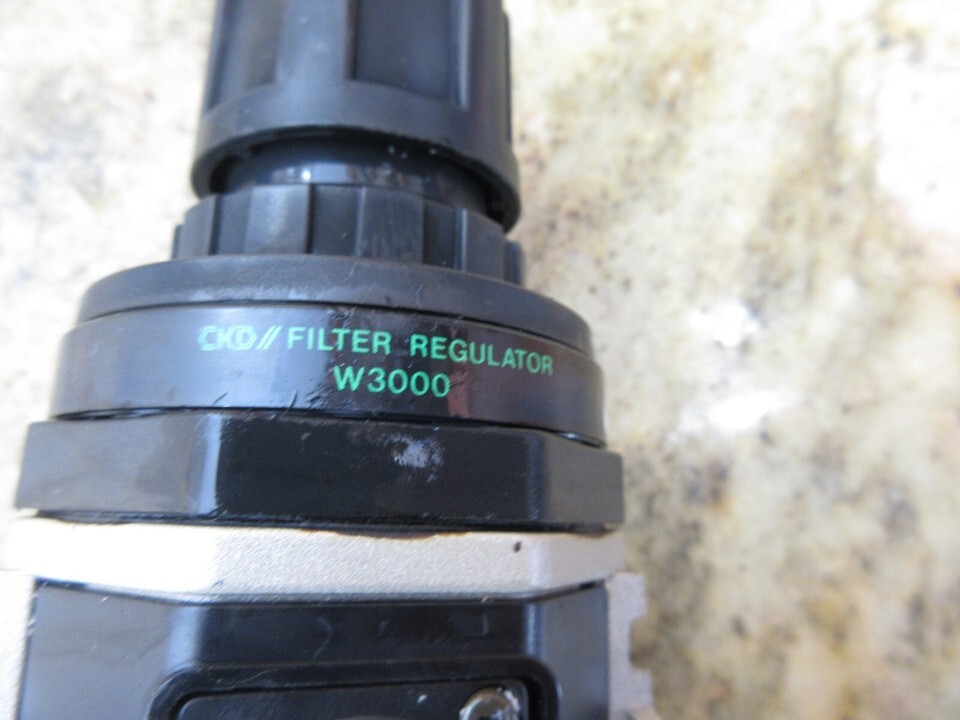 CKD// FILTER REGULATOR
W3000